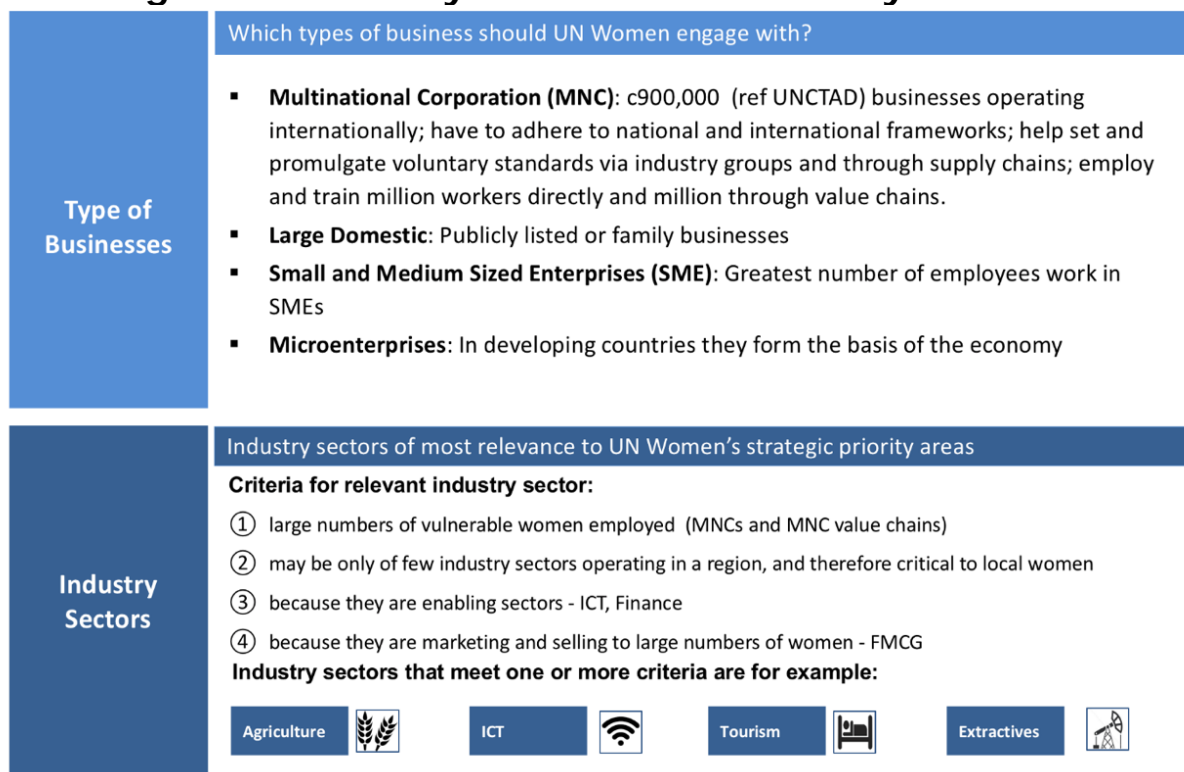 Which types of business should UN Women engage with?
Type of
Businesses
▪ Multinational Corporation (MNC): c900,000 (ref UNCTAD) businesses operating
internationally; have to adhere to national and international frameworks; help set and
promulgate voluntary standards via industry groups and through supply chains; employ
and train million workers directly and million through value chains.
▪ Large Domestic: Publicly listed or family businesses
▪ Small and Medium Sized Enterprises (SME): Greatest number of employees work in
SMEs
▪ Microenterprises: In developing countries they form the basis of the economy
Industry sectors of most relevance to UN Women’s strategic priority areas
Industry
Sectors
Criteria for relevant industry sector:
① large numbers of vulnerable women employed (MNCs and MNC value chains)
② may be only of few industry sectors operating in a region, and therefore critical to local women
③ because they are enabling sectors - ICT, Finance
④ because they are marketing and selling to large numbers of women - FMCG
Industry sectors that meet one or more criteria are for example:
Agriculture ICT Tourism Extractives